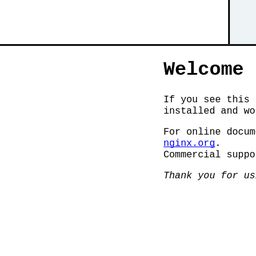 Welcome
If you see this
installed and wo
For online docum
nginx.org.
Commercial suppo
Thank you for us